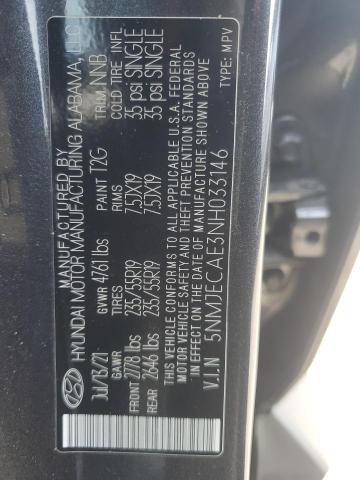 MANUFACTURED BY
HYUNDAI MOTOR MANUFACTURING ALABAMA, LLC
Jul/13/21 GVWR 4761 lbs PAINT T2G TRIM NNB
GAWR TIRES RIMS COLD TIRE INFL
FRONT 2778 lbs 235/55R19 7.5JX19 35 psi SINGLE
REAR 2646 lbs 235/55R19 7.5JX19 35 psi SINGLE
THIS VEHICLE CONFORMS TO ALL APPLICABLE U.S.A. FEDERAL
MOTOR VEHICLE SAFETY AND THEFT PREVENTION STANDARDS
IN EFFECT ON THE DATE OF MANUFACTURE SHOWN ABOVE.
V.I.N 5NMJECAE3NH033146 TYPE: MPV